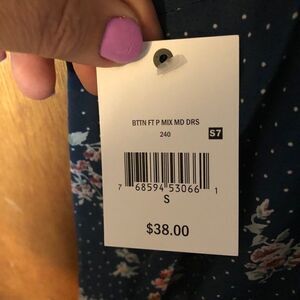 BTTN FT P MIX MD DRS
240
S7
7 68594 53066 1
S
$38.00